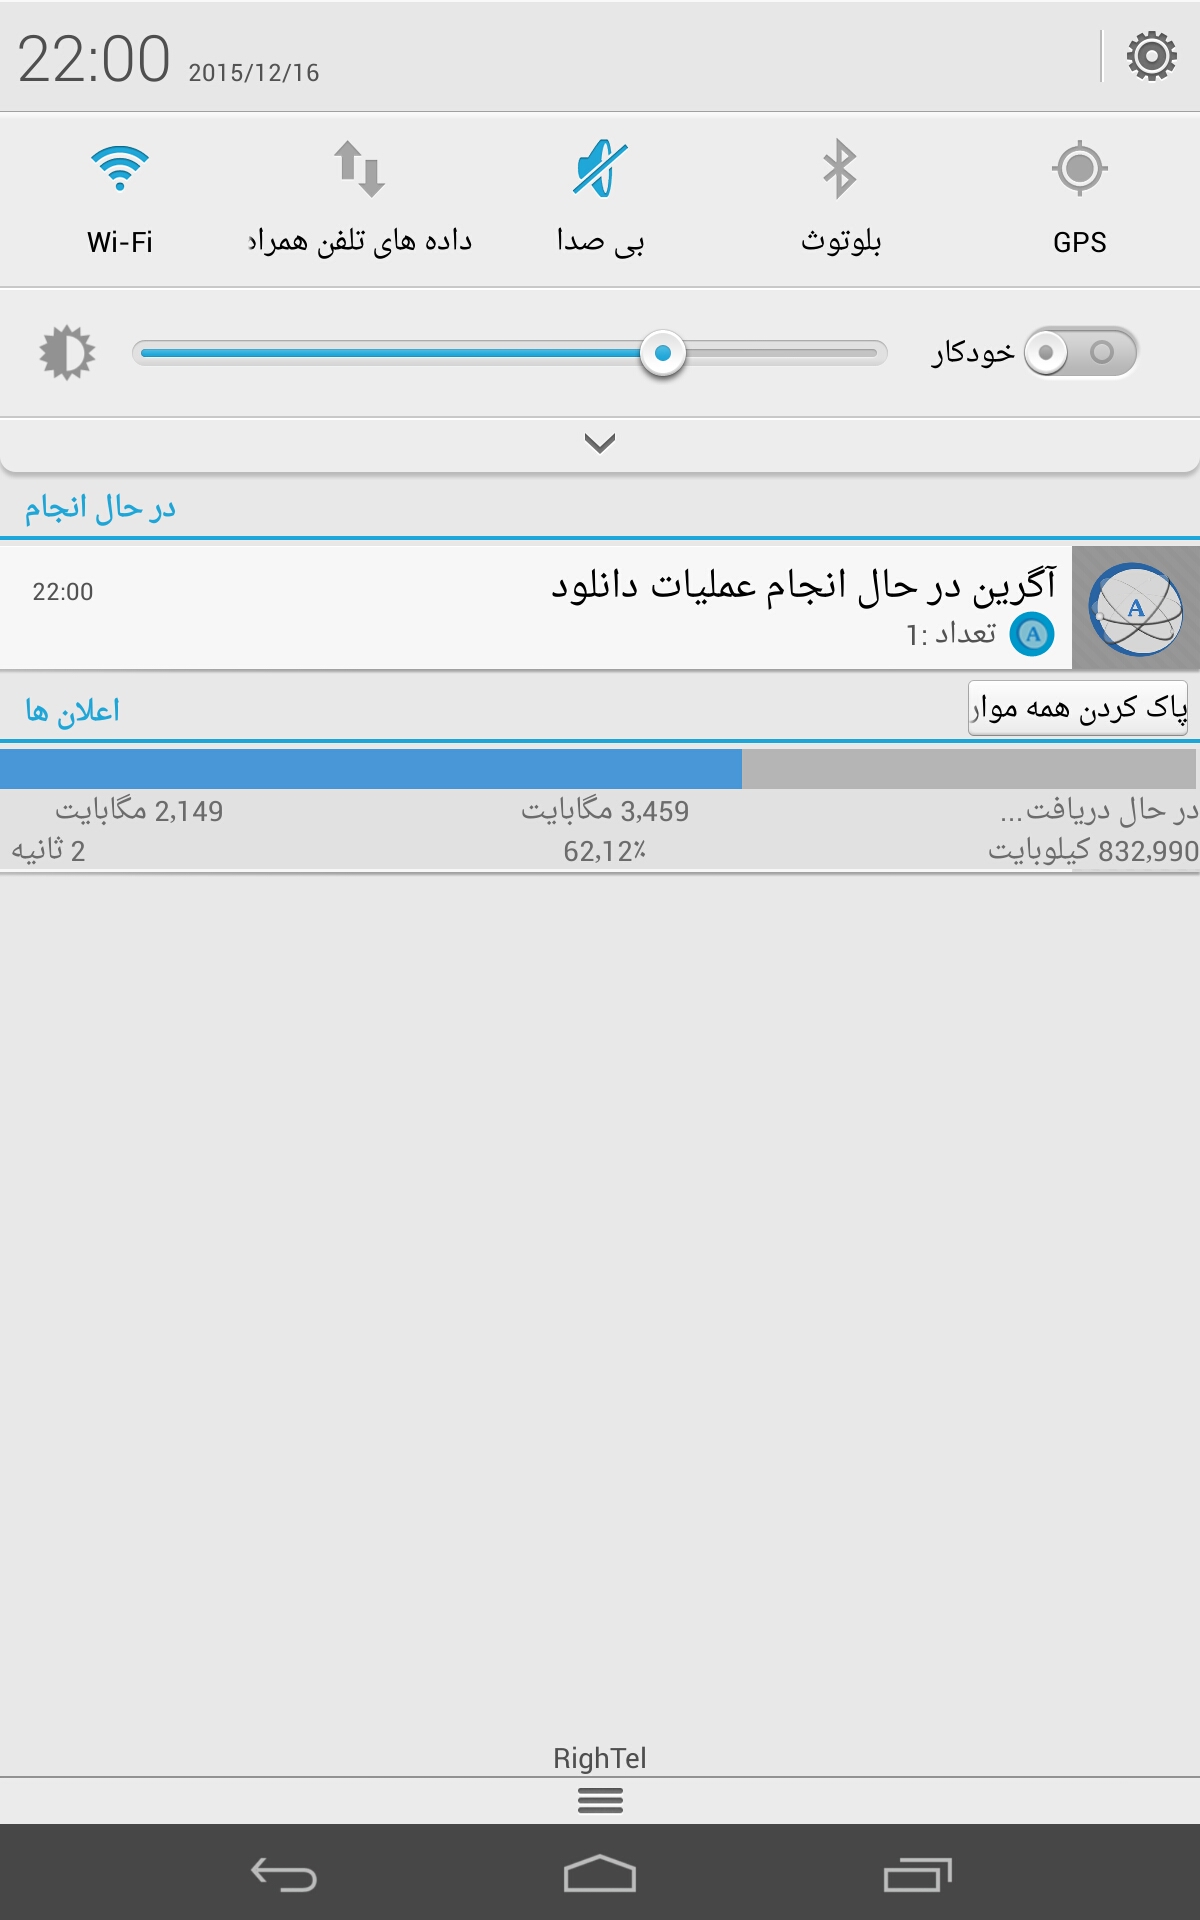 22:00 2015/12/16
Wi-Fi
داده های تلفن همراه
بی صدا
بلوتوث
GPS
خودکار
در حال انجام
آگرین در حال انجام عملیات دانلود
22:00
تعداد :1
اعلان ها
پاک کردن همه موار
در حال دریافت...
3,459 مگابایت
2,149 مگابایت
832,990 کیلوبایت
62,12٪
2 ثانیه
RighTel